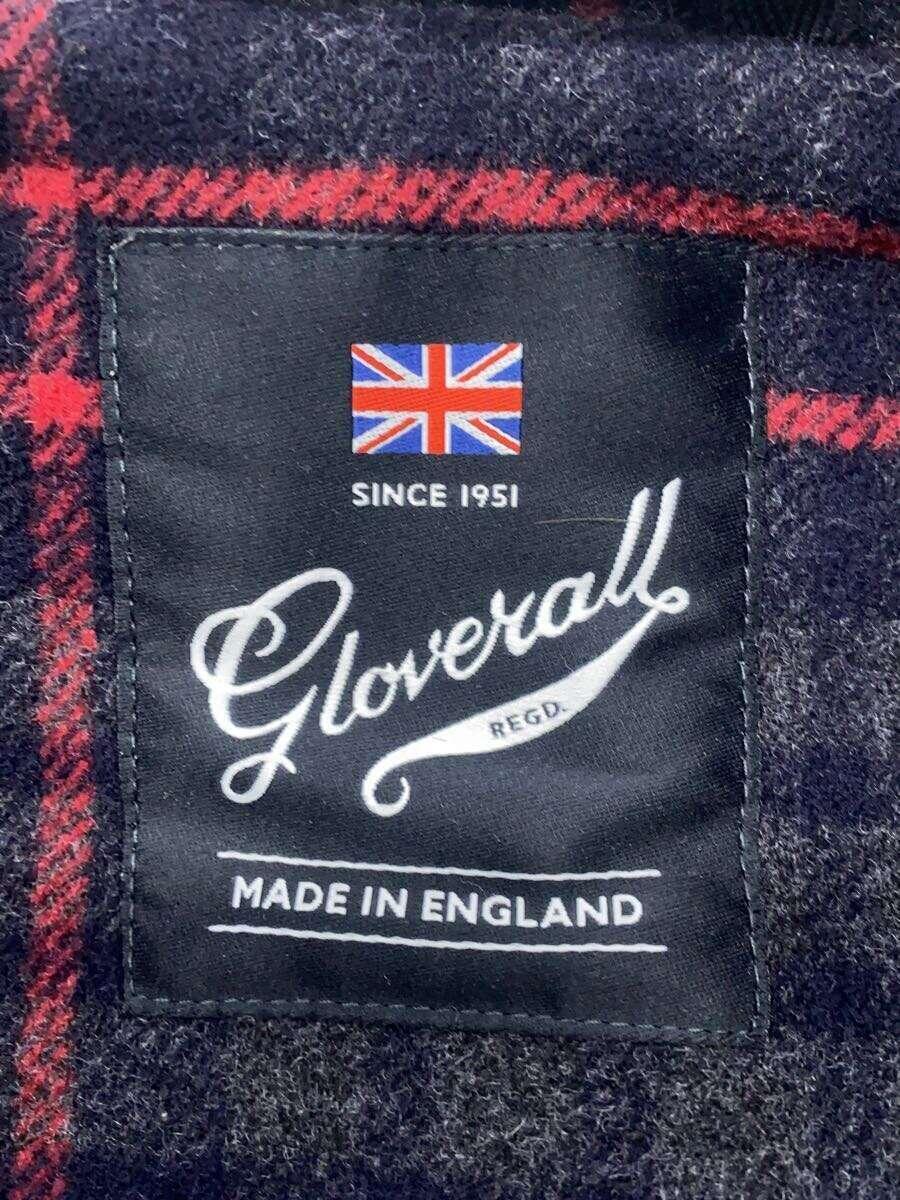 SINCE 1951
Gloverall
REGD.
MADE IN ENGLAND